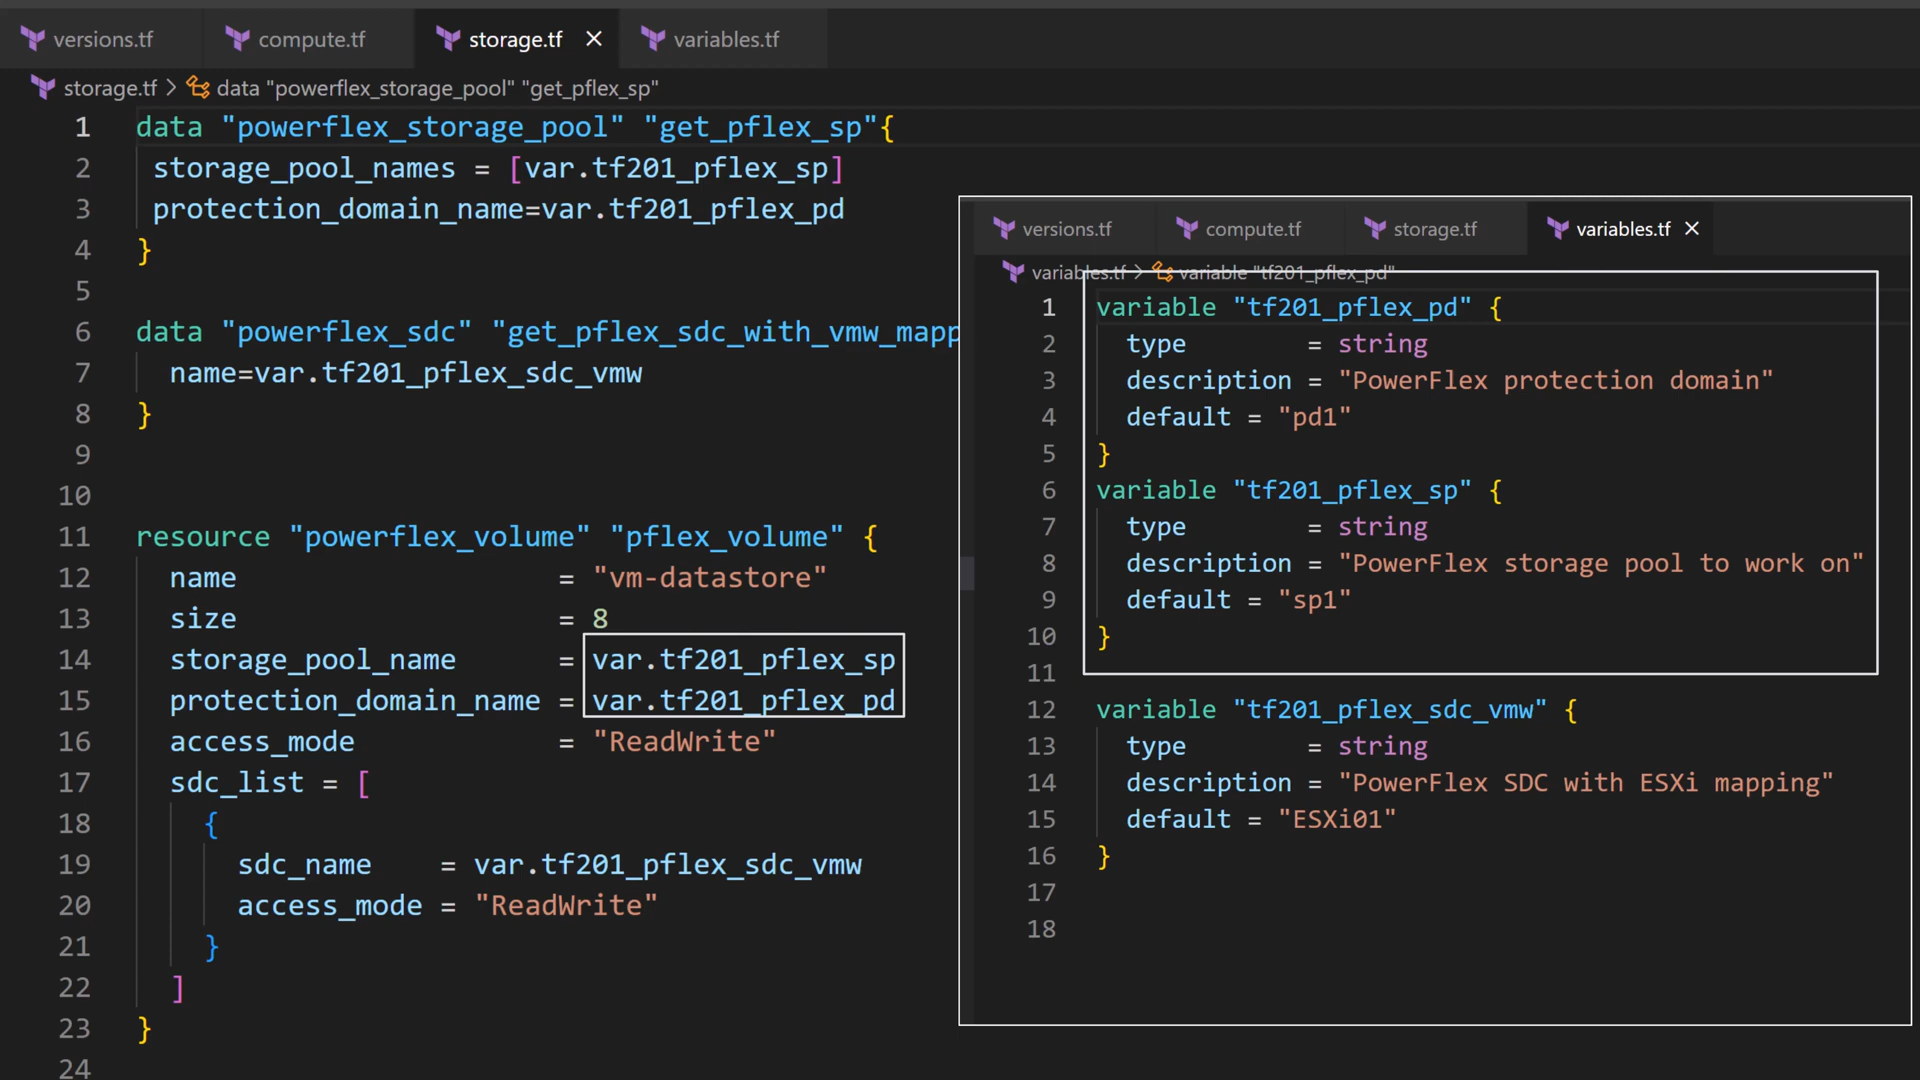 versions.tf compute.tf storage.tf × variables.tf
storage.tf > data "powerflex_storage_pool" "get_pflex_sp"
1 data "powerflex_storage_pool" "get_pflex_sp"{
2 storage_pool_names = [var.tf201_pflex_sp]
3 protection_domain_name=var.tf201_pflex_pd
4 }
5
6 data "powerflex_sdc" "get_pflex_sdc_with_vmw_mapp
7 name=var.tf201_pflex_sdc_vmw
8 }
9
10
11 resource "powerflex_volume" "pflex_volume" {
12 name = "vm-datastore"
13 size = 8
14 storage_pool_name = var.tf201_pflex_sp
15 protection_domain_name = var.tf201_pflex_pd
16 access_mode = "ReadWrite"
17 sdc_list = [
18 {
19 sdc_name = var.tf201_pflex_sdc_vmw
20 access_mode = "ReadWrite"
21 }
22 ]
23 }
24
versions.tf compute.tf storage.tf variables.tf ×
variables.tf > variable "tf201_pflex_pd"
1 variable "tf201_pflex_pd" {
2 type = string
3 description = "PowerFlex protection domain"
4 default = "pd1"
5 }
6 variable "tf201_pflex_sp" {
7 type = string
8 description = "PowerFlex storage pool to work on"
9 default = "sp1"
10 }
11
12 variable "tf201_pflex_sdc_vmw" {
13 type = string
14 description = "PowerFlex SDC with ESXi mapping"
15 default = "ESXi01"
16 }
17
18